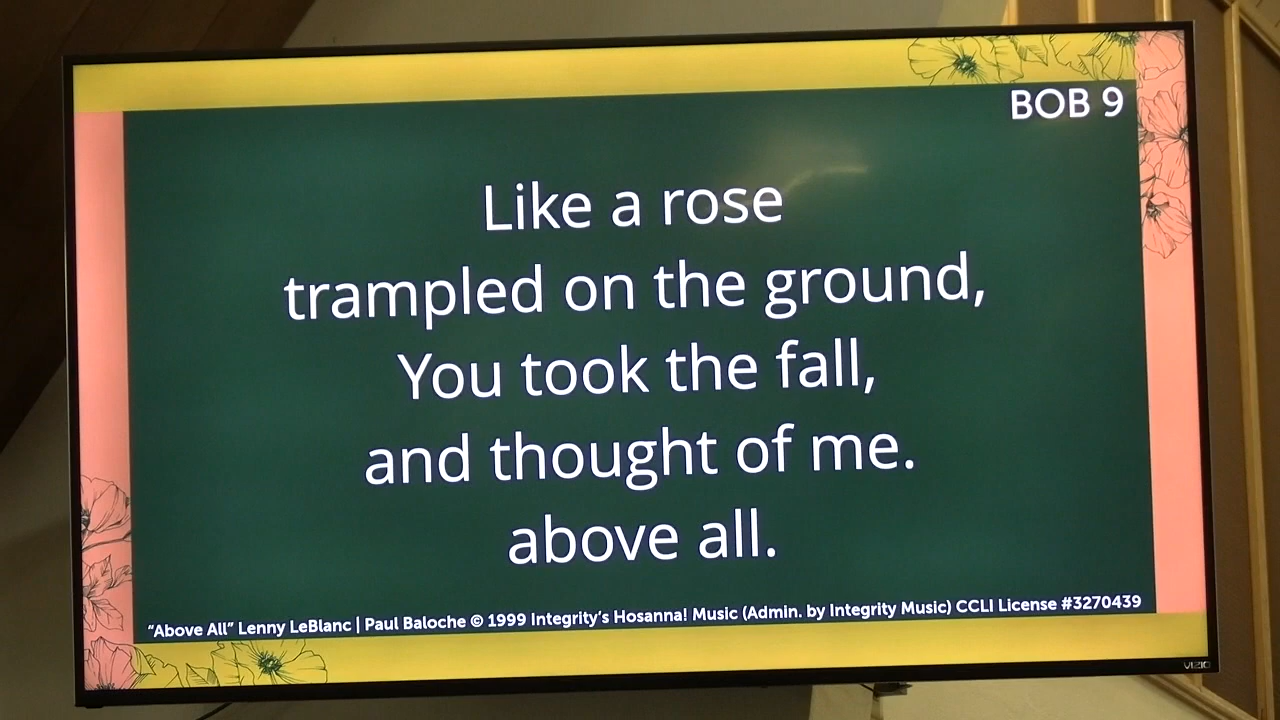 BOB 9
Like a rose
trampled on the ground,
You took the fall,
and thought of me.
above all.
“Above All” Lenny LeBlanc | Paul Baloche © 1999 Integrity’s Hosanna! Music (Admin. by Integrity Music) CCLI License #3270439
VIZIO